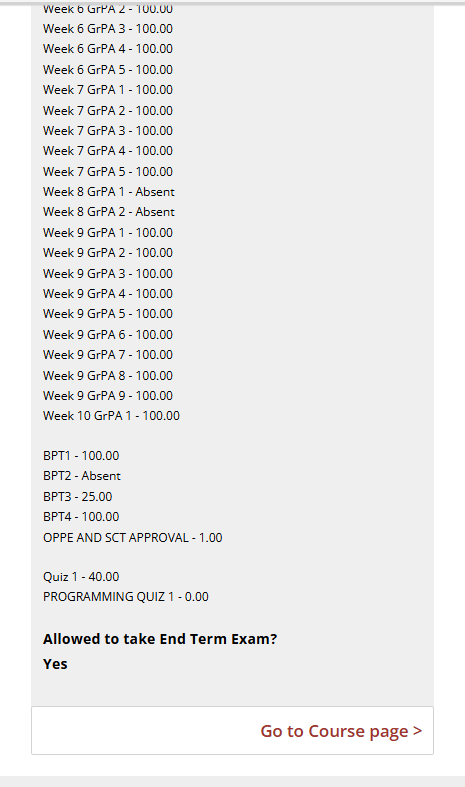 Week 6 GrPA 2 - 100.00
Week 6 GrPA 3 - 100.00
Week 6 GrPA 4 - 100.00
Week 6 GrPA 5 - 100.00
Week 7 GrPA 1 - 100.00
Week 7 GrPA 2 - 100.00
Week 7 GrPA 3 - 100.00
Week 7 GrPA 4 - 100.00
Week 7 GrPA 5 - 100.00
Week 8 GrPA 1 - Absent
Week 8 GrPA 2 - Absent
Week 9 GrPA 1 - 100.00
Week 9 GrPA 2 - 100.00
Week 9 GrPA 3 - 100.00
Week 9 GrPA 4 - 100.00
Week 9 GrPA 5 - 100.00
Week 9 GrPA 6 - 100.00
Week 9 GrPA 7 - 100.00
Week 9 GrPA 8 - 100.00
Week 9 GrPA 9 - 100.00
Week 10 GrPA 1 - 100.00
BPT1 - 100.00
BPT2 - Absent
BPT3 - 25.00
BPT4 - 100.00
OPPE AND SCT APPROVAL - 1.00
Quiz 1 - 40.00
PROGRAMMING QUIZ 1 - 0.00
Allowed to take End Term Exam?
Yes
Go to Course page >